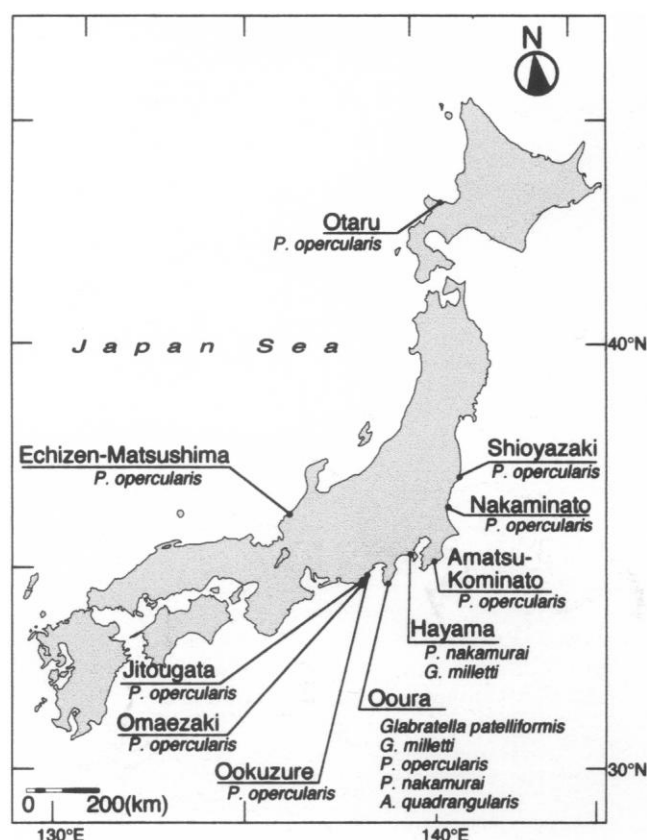 N
Otaru
P. opercularis
Japan Sea
40°N
Echizen-Matsushima
P. opercularis
Shioyazaki
P. opercularis
Nakaminato
P. opercularis
Amatsu-
Kominato
P. opercularis
Hayama
P. nakamurai
G. milletti
Jitougata
P. opercularis
Omaezaki
P. opercularis
Ookuzure
P. opercularis
Ooura
Glabratella patelliformis
G. milletti
P. opercularis
P. nakamurai
A. quadrangularis
30°N
0 200(km)
130°E
140°E